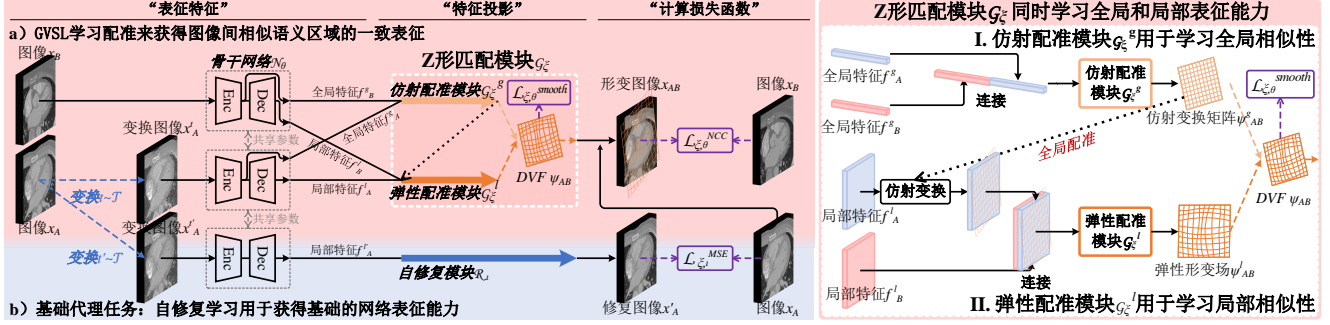 “表征特征”
“特征投影”
“计算损失函数”
a）GVSL学习配准来获得图像间相似语义区域的一致表征
图像x_B
骨干网络N_θ
Z形匹配模块G_ξ
Enc
Dec
全局特征f^g_B
仿射配准模块G_ξ^g
L_{ξ,θ}^{smooth}
形变图像x_{AB}
图像x_B
变换图像x^t_A
共享参数
全局特征f^g_A
局部特征f^l_B
L_{ξ,θ}^{NCC}
变换t~T
Enc
Dec
局部特征f^l_A
弹性配准模块G_ξ^l
DVF ψ_{AB}
图像x_A
变换图像x^{t'}_A
共享参数
变换t'~T
Enc
Dec
局部特征f^{l'}_A
自修复模块
MSE
修复图像x'_A
图像x_A
b）基础代理任务：自修复学习用于获得基础的网络表征能力
Z形匹配模块G_ξ同时学习全局和局部表征能力
I. 仿射配准模块G_ξ^g用于学习全局相似性
全局特征f^g_A
连接
仿射配准
模块G_ξ^g
L_{ξ,θ}^{smooth}
全局特征f^g_B
仿射变换矩阵ψ^g_{AB}
全局配准
仿射变换
局部特征f^l_A
DVF ψ_{AB}
弹性配准
模块G_ξ^l
局部特征f^l_B
连接
弹性形变场ψ^l_{AB}
II. 弹性配准模块G_ξ^l用于学习局部相似性